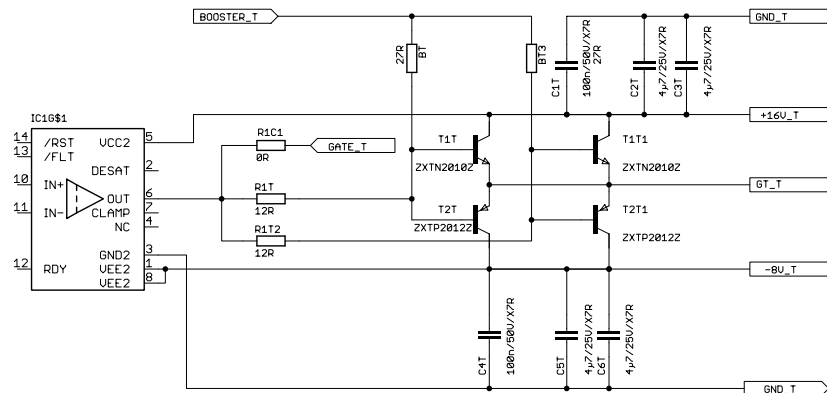 BOOSTER_T
GND_T
27R
BT
BT3
27R
C1T
100n/50V/X7R
C2T
4µ7/25V/X7R
C3T
4µ7/25V/X7R
IC1G$1
+16V_T
14 /RST
13 /FLT
VCC2 5
DESAT 2
10 IN+
11 IN-
OUT 6
CLAMP 7
NC 4
GND2 3
12 RDY
VEE2 1
VEE2 8
R1C1
0R
GATE_T
T1T
ZXTN2010Z
T1T1
ZXTN2010Z
GT_T
R1T
12R
T2T
ZXTP2012Z
T2T1
ZXTP2012Z
R1T2
12R
-8V_T
C4T
100n/50V/X7R
C5T
4µ7/25V/X7R
C6T
4µ7/25V/X7R
GND_T